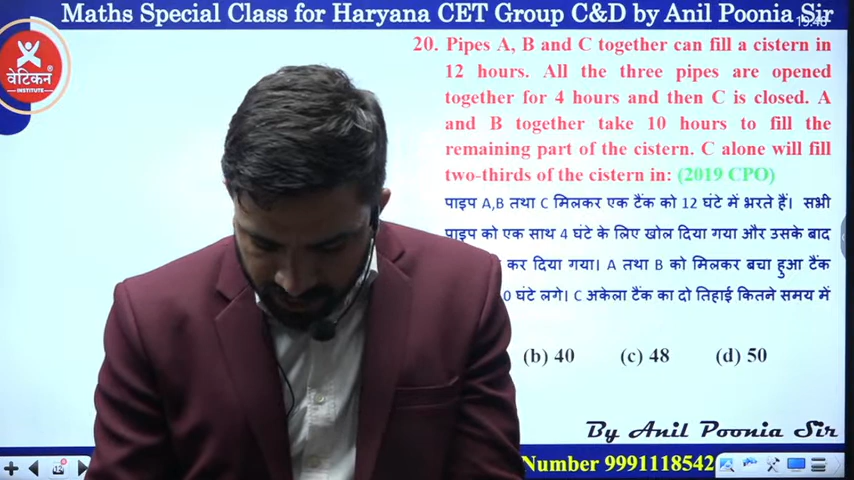 Maths Special Class for Haryana CET Group C&D by Anil Poonia Sir
19:48
वेटिकन
INSTITUTE
20. Pipes A, B and C together can fill a cistern in
12 hours. All the three pipes are opened
together for 4 hours and then C is closed. A
and B together take 10 hours to fill the
remaining part of the cistern. C alone will fill
two-thirds of the cistern in: (2019 CPO)
पाइप A,B तथा C मिलकर एक टैंक को 12 घंटे में भरते हैं। सभी
पाइप को एक साथ 4 घंटे के लिए खोल दिया गया और उसके बाद
कर दिया गया। A तथा B को मिलकर बचा हुआ टैंक
0 घंटे लगे। C अकेला टैंक का दो तिहाई कितने समय में
(b) 40 (c) 48 (d) 50
By Anil Poonia Sir
Number 9991118542